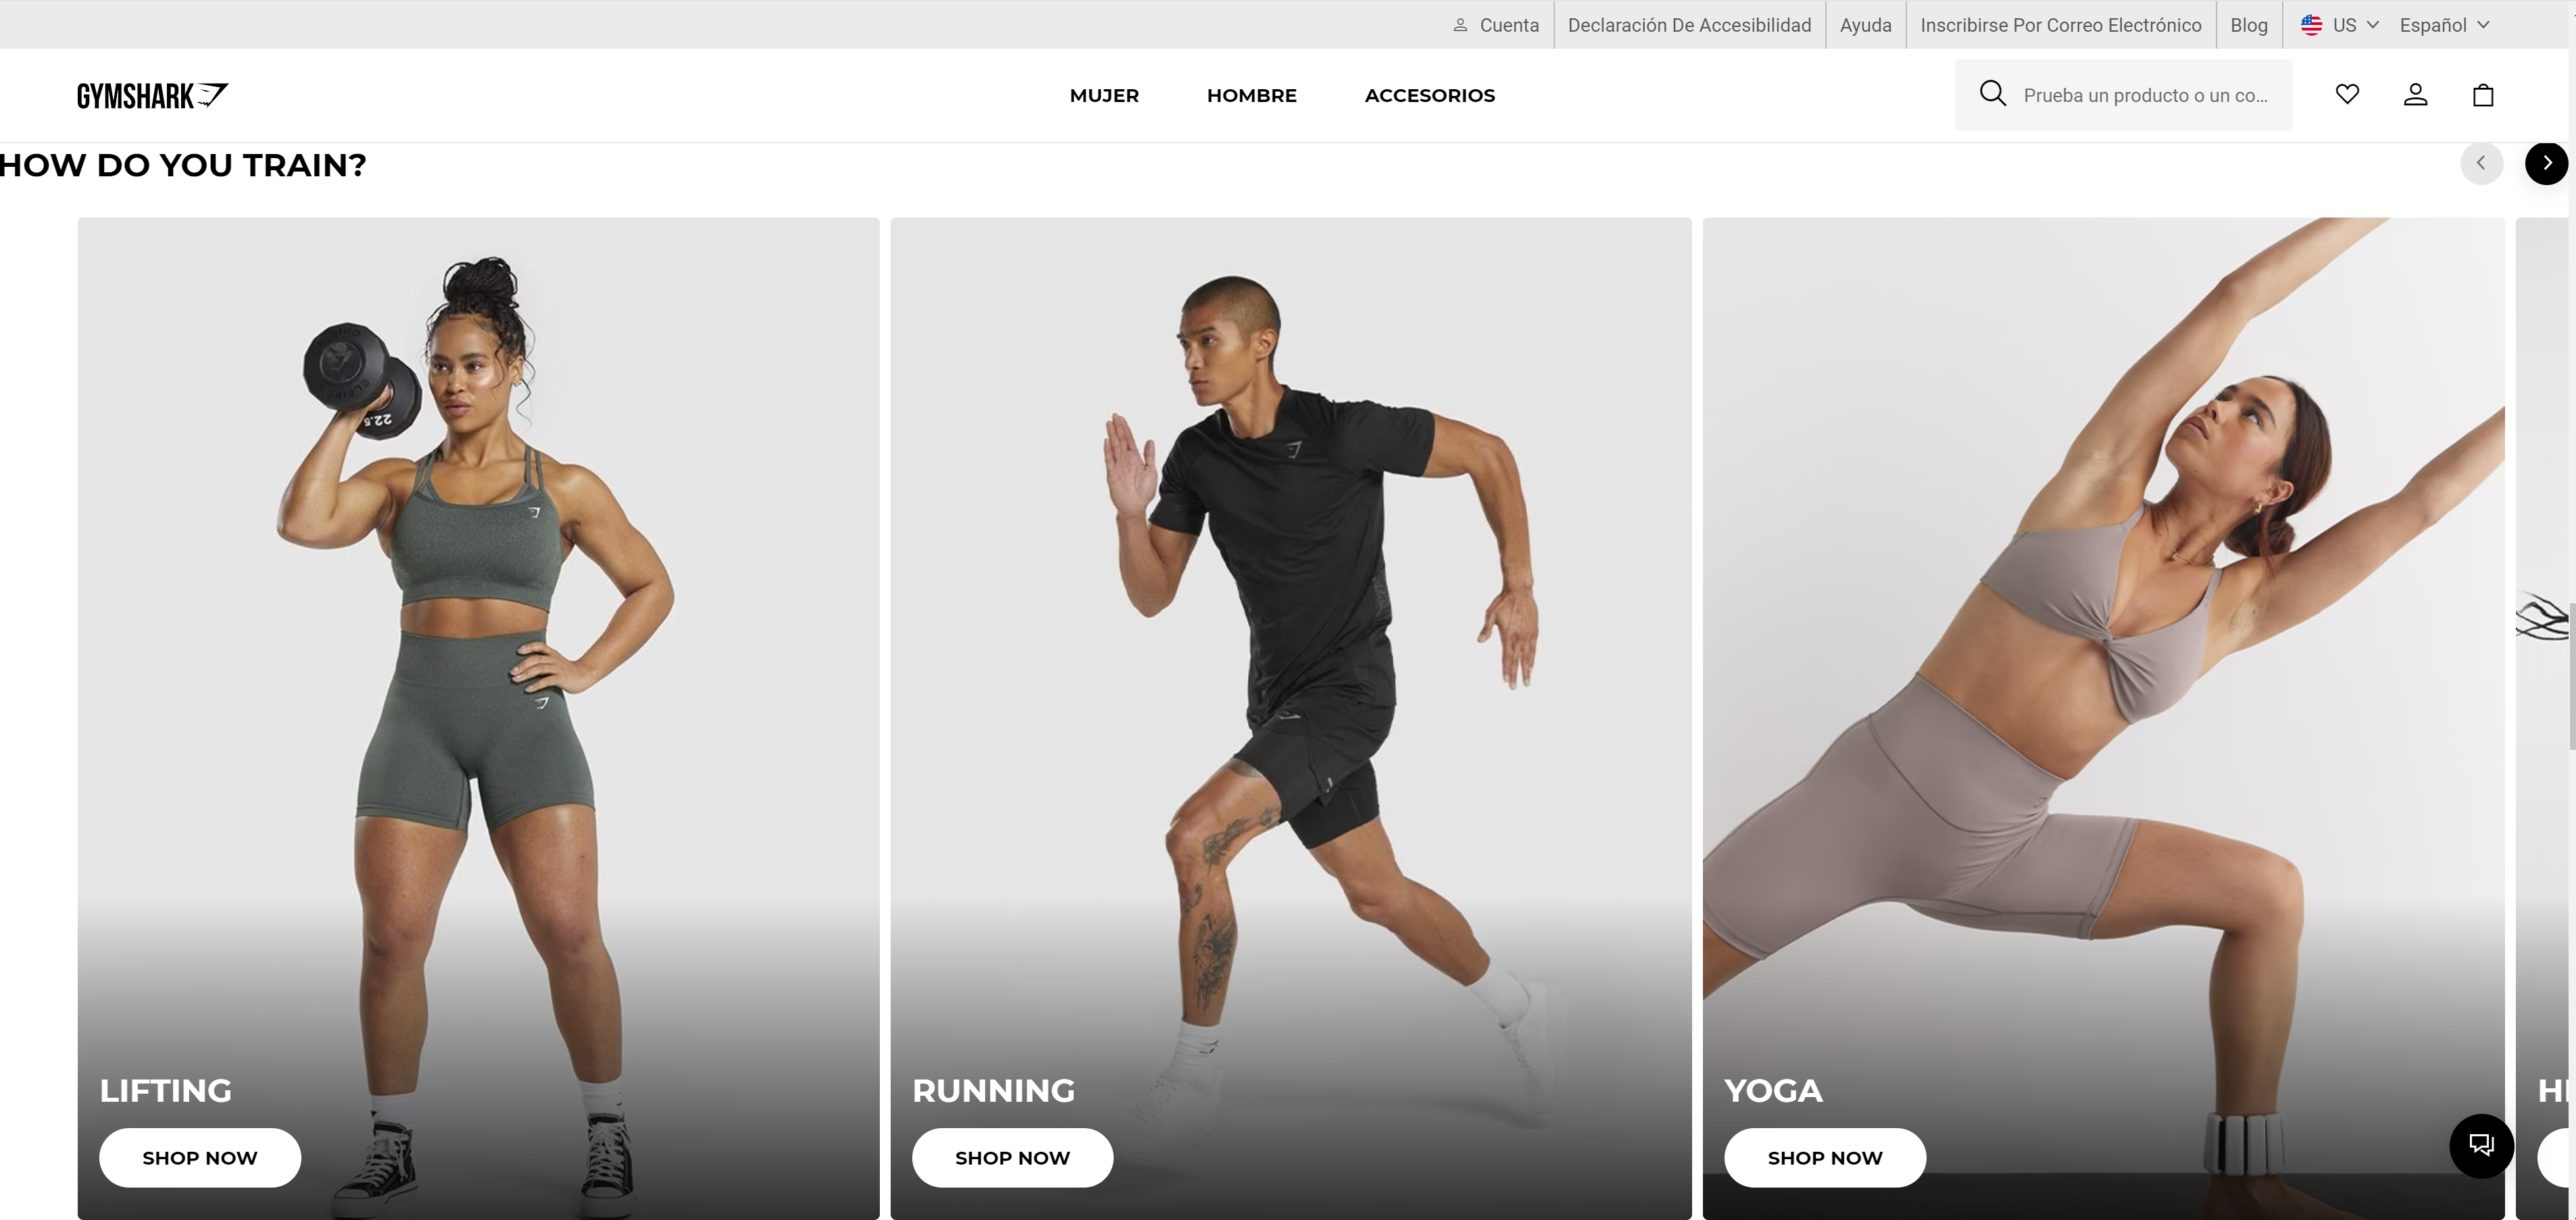 Cuenta
Declaración De Accesibilidad
Ayuda
Inscribirse Por Correo Electrónico
Blog
US
Español
GYMSHARK
MUJER
HOMBRE
ACCESORIOS
Prueba un producto o un co...
HOW DO YOU TRAIN?
22.5
LIFTING
RUNNING
YOGA
SHOP NOW
SHOP NOW
SHOP NOW